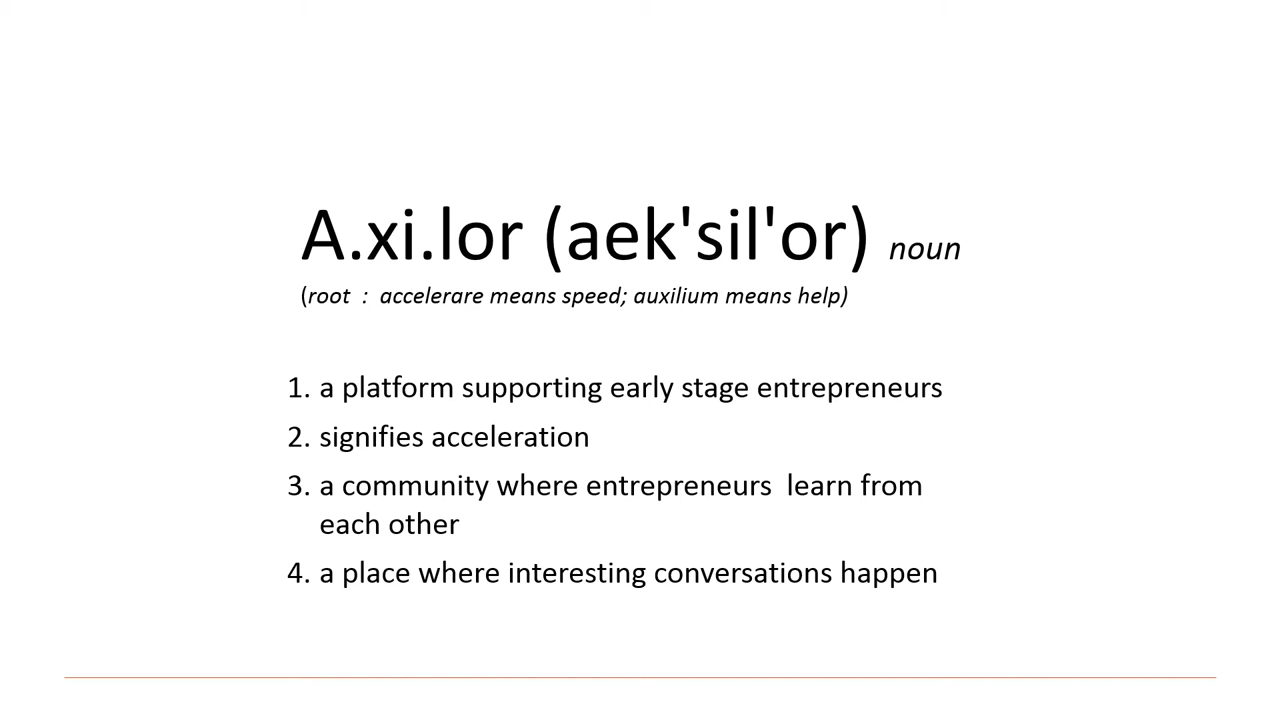 A.xi.lor (aek'sil'or) noun
(root : accelerare means speed; auxilium means help)
1. a platform supporting early stage entrepreneurs
2. signifies acceleration
3. a community where entrepreneurs learn from
each other
4. a place where interesting conversations happen